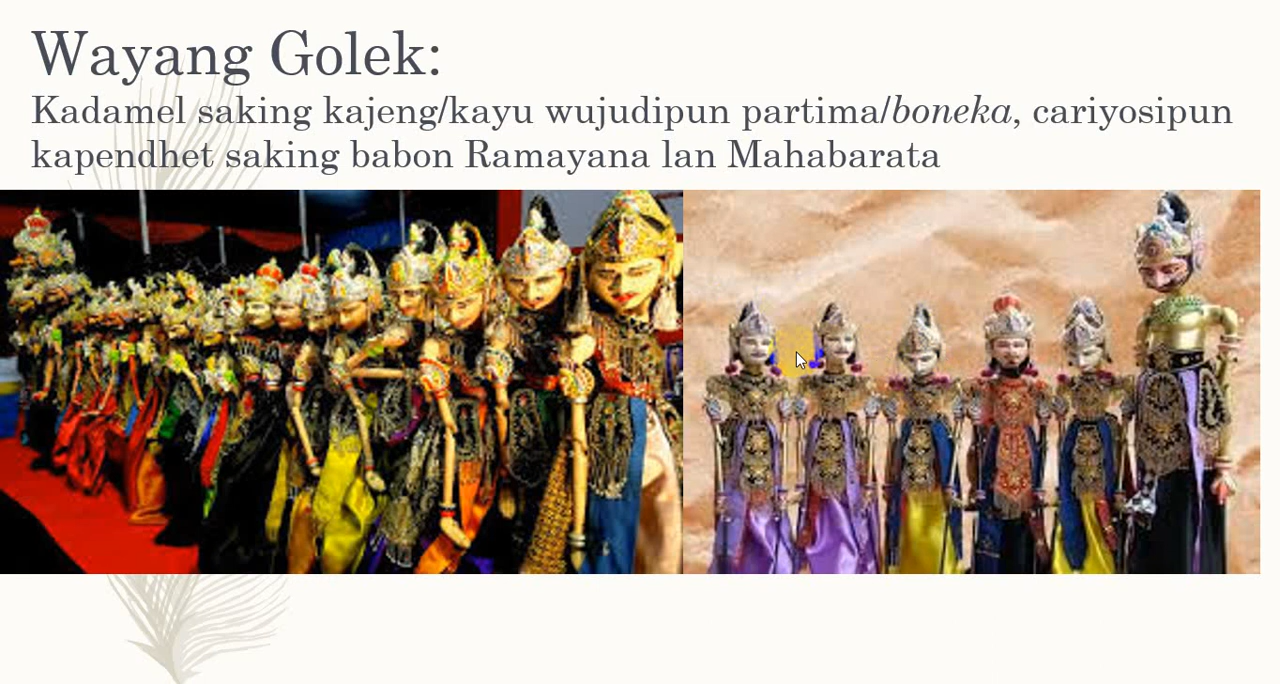 Wayang Golek:
Kadamel saking kajeng/kayu wujudipun partima/boneka, cariyosipun
kapendhet saking babon Ramayana lan Mahabarata